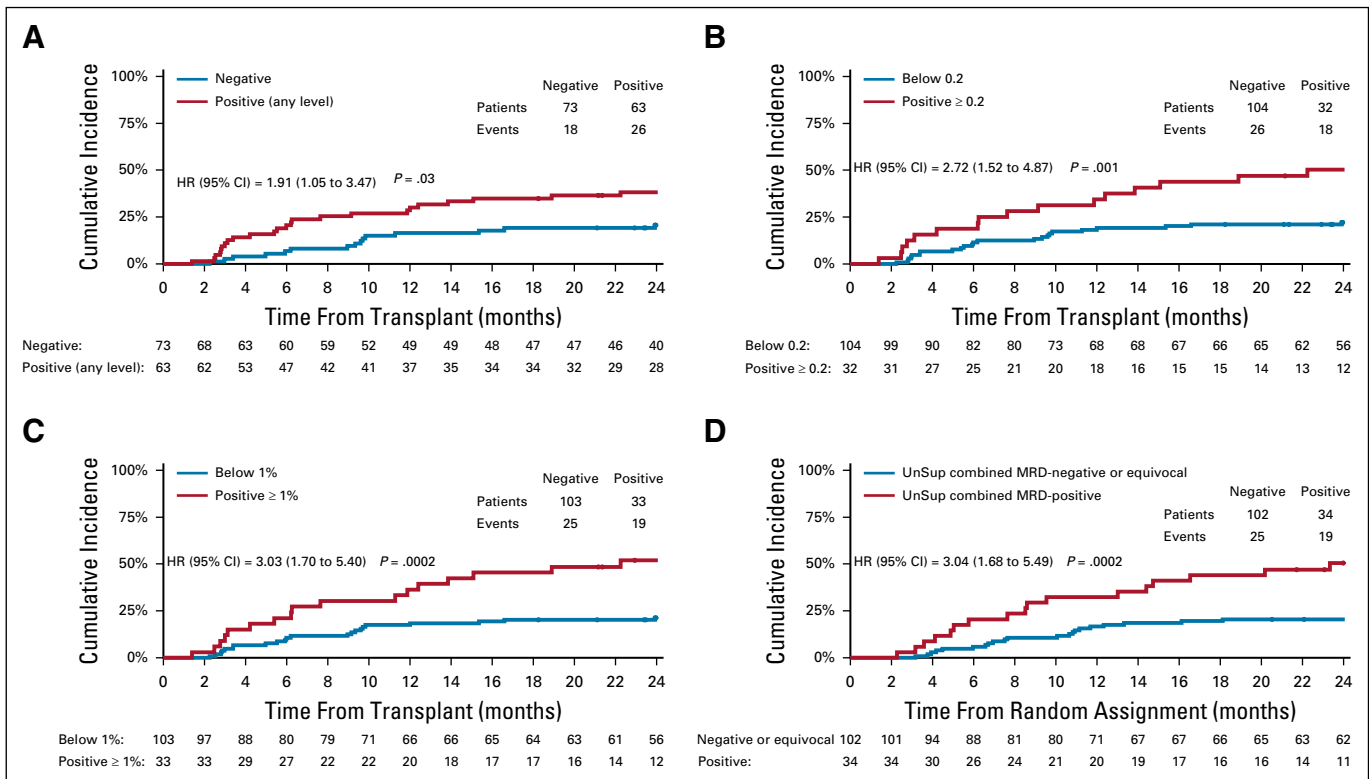 A
Cumulative Incidence
100%
75%
50%
25%
0%
Negative
Positive (any level)
Negative Positive
Patients 73 63
Events 18 26
HR (95% CI) = 1.91 (1.05 to 3.47) P = .03
0 2 4 6 8 10 12 14 16 18 20 22 24
Time From Transplant (months)
Negative: 73 68 63 60 59 52 49 49 48 47 47 46 40
Positive (any level): 63 62 53 47 42 41 37 35 34 34 32 29 28
B
Cumulative Incidence
100%
75%
50%
25%
0%
Below 0.2
Positive ≥ 0.2
Negative Positive
Patients 104 32
Events 26 18
HR (95% CI) = 2.72 (1.52 to 4.87) P = .001
0 2 4 6 8 10 12 14 16 18 20 22 24
Time From Transplant (months)
Below 0.2: 104 99 90 82 80 73 68 68 67 66 65 62 56
Positive ≥ 0.2: 32 31 27 25 21 20 18 16 15 15 14 13 12
C
Cumulative Incidence
100%
75%
50%
25%
0%
Below 1%
Positive ≥ 1%
Negative Positive
Patients 103 33
Events 25 19
HR (95% CI) = 3.03 (1.70 to 5.40) P = .0002
0 2 4 6 8 10 12 14 16 18 20 22 24
Time From Transplant (months)
Below 1%: 103 97 88 80 79 71 66 66 65 64 63 61 56
Positive ≥ 1%: 33 33 29 27 22 22 20 18 17 17 16 14 12
D
Cumulative Incidence
100%
75%
50%
25%
0%
UnSup combined MRD-negative or equivocal
UnSup combined MRD-positive
Negative Positive
Patients 102 34
Events 25 19
HR (95% CI) = 3.04 (1.68 to 5.49) P = .0002
0 2 4 6 8 10 12 14 16 18 20 22 24
Time From Random Assignment (months)
Negative or equivocal 102 101 94 88 81 80 71 67 67 66 65 63 62
Positive: 34 34 30 26 24 21 20 19 17 16 16 14 11